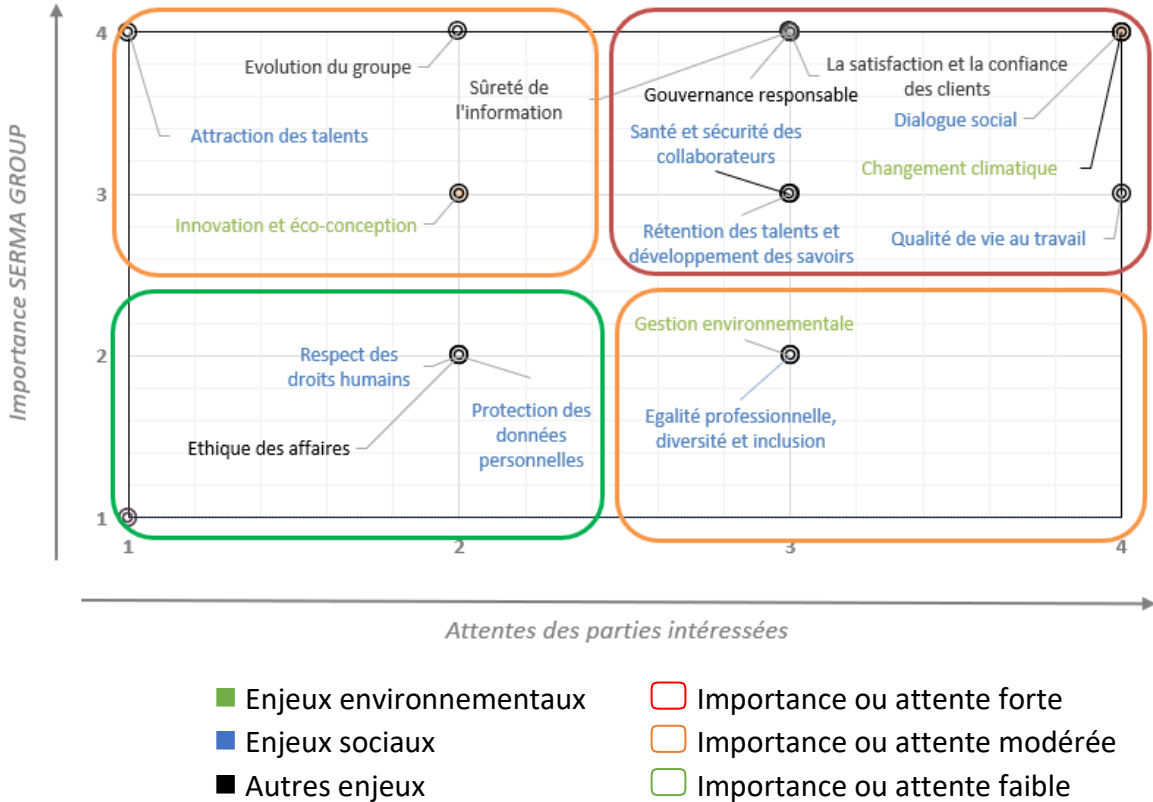 Importance SERMA GROUP
4
Evolution du groupe
Attraction des talents
Sûreté de
l'information
Gouvernance responsable
La satisfaction et la confiance
des clients
Dialogue social
Santé et sécurité des
collaborateurs
Changement climatique
3
Innovation et éco-conception
Rétention des talents et
développement des savoirs
Qualité de vie au travail
2
Respect des
droits humains
Ethique des affaires
Protection des
données
personnelles
Gestion environnementale
Egalité professionnelle,
diversité et inclusion
1
1
2
3
4
Attentes des parties intéressées
Enjeux environnementaux
Enjeux sociaux
Autres enjeux
Importance ou attente forte
Importance ou attente modérée
Importance ou attente faible